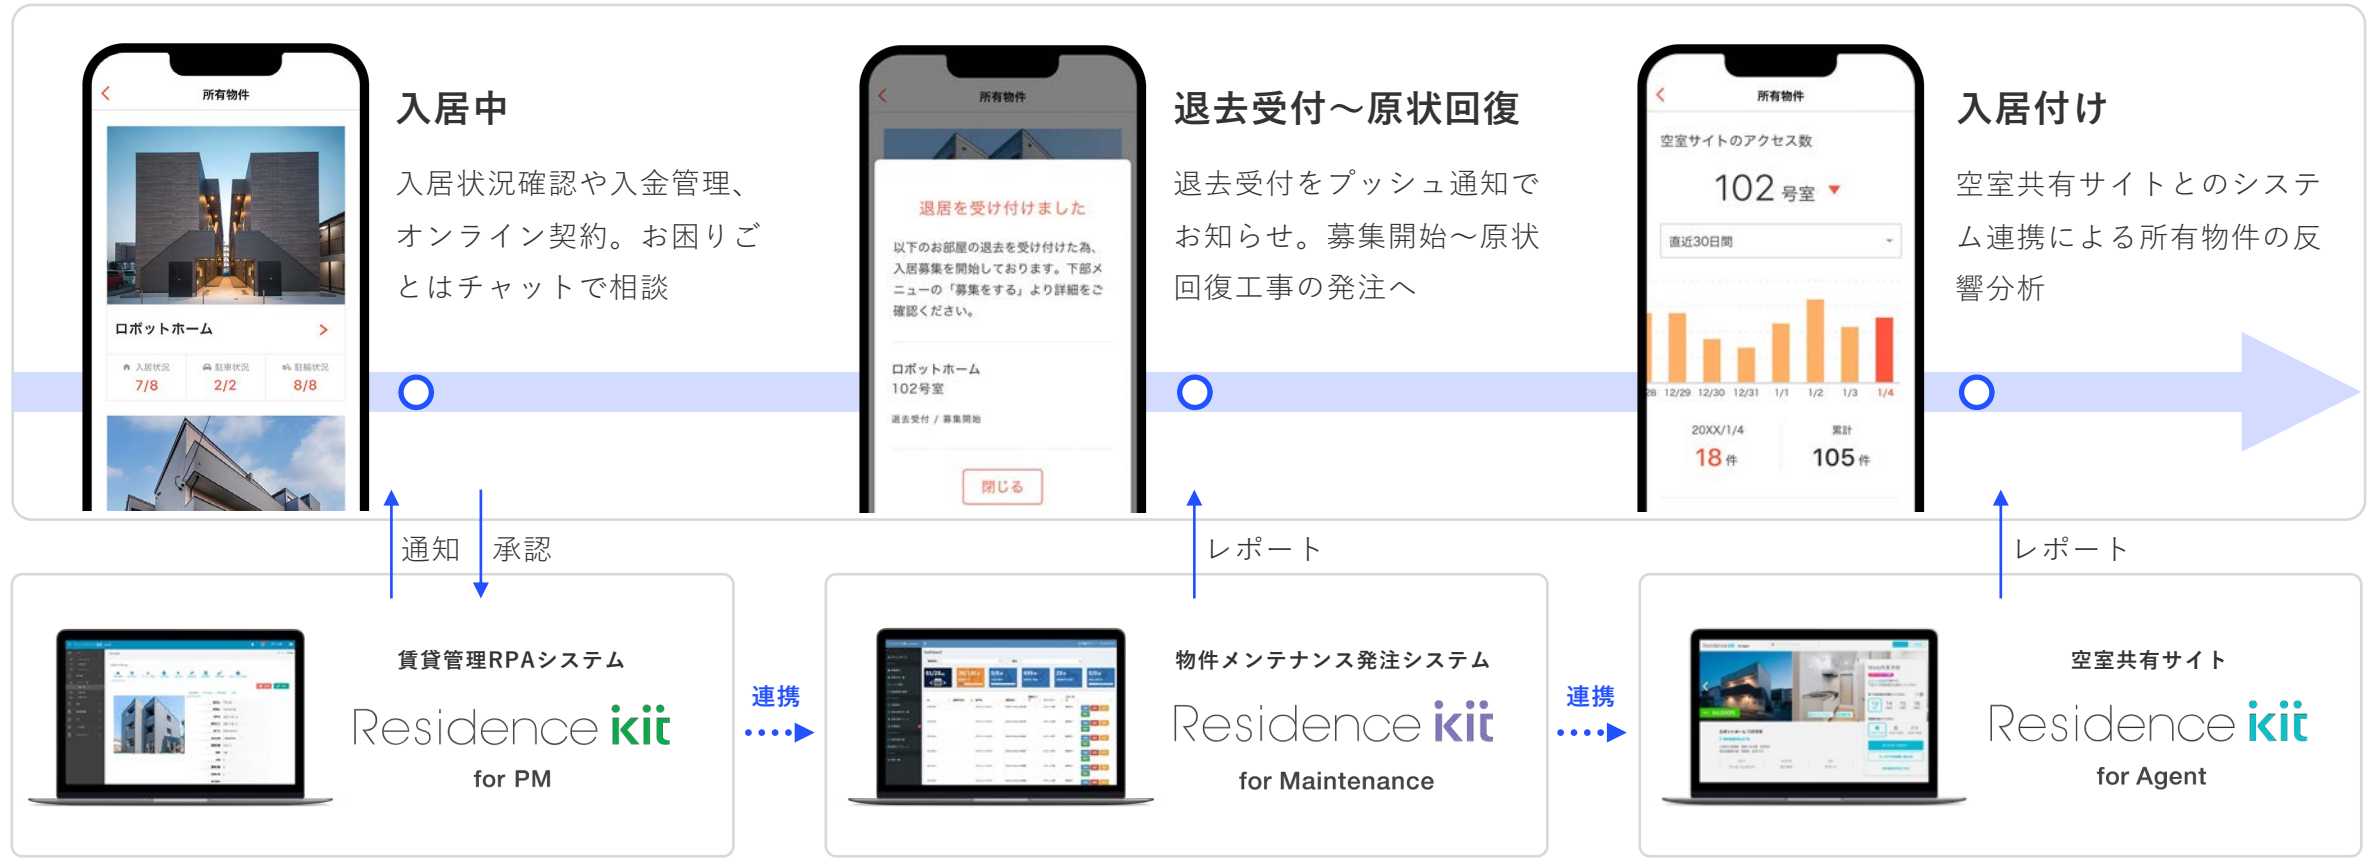 所有物件
ロボットホーム
入居状況
駐車状況
駐輪状況
7/8
2/2
8/8
入居中
入居状況確認や入金管理、
オンライン契約。お困りご
とはチャットで相談
所有物件
退居を受け付けました
以下のお部屋の退去を受け付けた為、
入居募集を開始しております。下部メ
ニューの「募集をする」より詳細をご
確認ください。
ロボットホーム
102号室
退去受付 / 募集開始
閉じる
退去受付～原状回復
退去受付をプッシュ通知で
お知らせ。募集開始～原状
回復工事の発注へ
所有物件
空室サイトのアクセス数
102 号室
直近30日間
28 12/29 12/30 12/31 1/1 1/2 1/3 1/4
20XX/1/4
累計
18 件
105 件
入居付け
空室共有サイトとのシステ
ム連携による所有物件の反
響分析
通知
承認
レポート
レポート
賃貸管理RPAシステム
Residence kit
for PM
連携
物件メンテナンス発注システム
Residence kit
for Maintenance
連携
空室共有サイト
Residence kit
for Agent